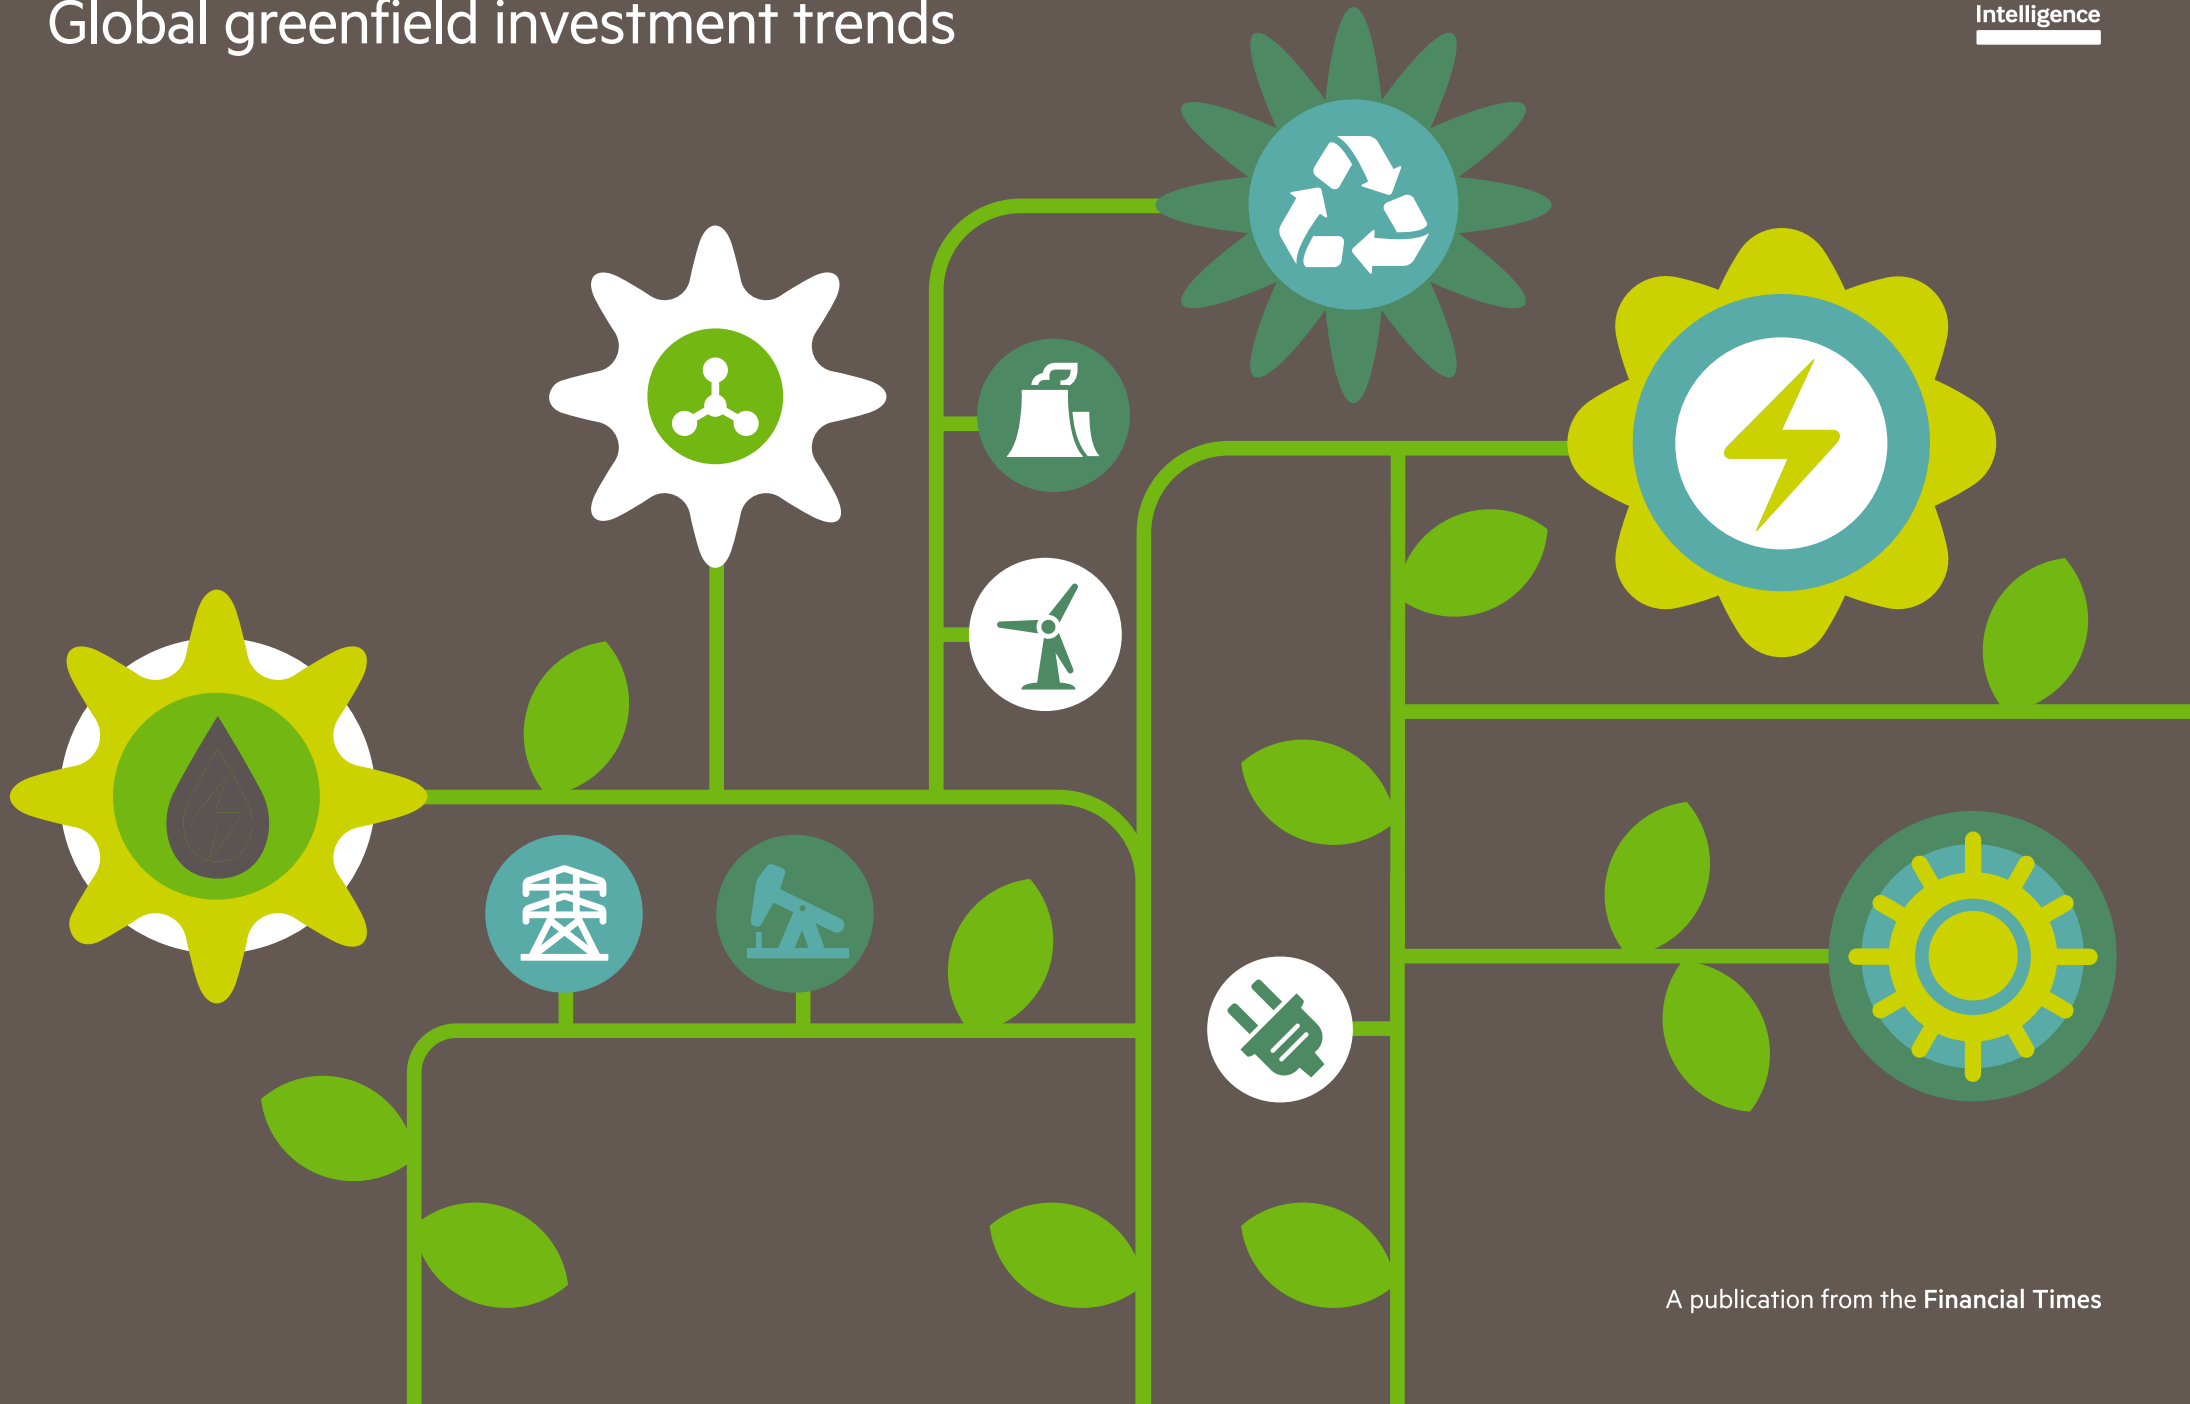 Global greenfield investment trends
Intelligence
A publication from the Financial Times